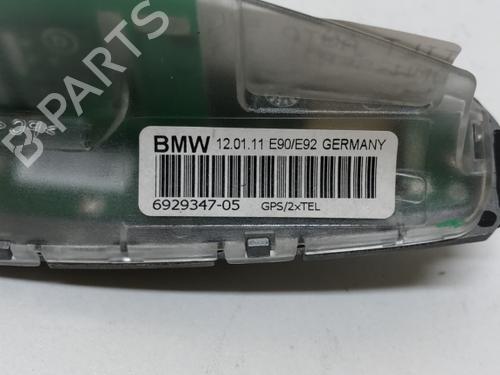 BMW 12.01.11 E90/E92 GERMANY
6929347-05 GPS/2xTEL
B-PARTS